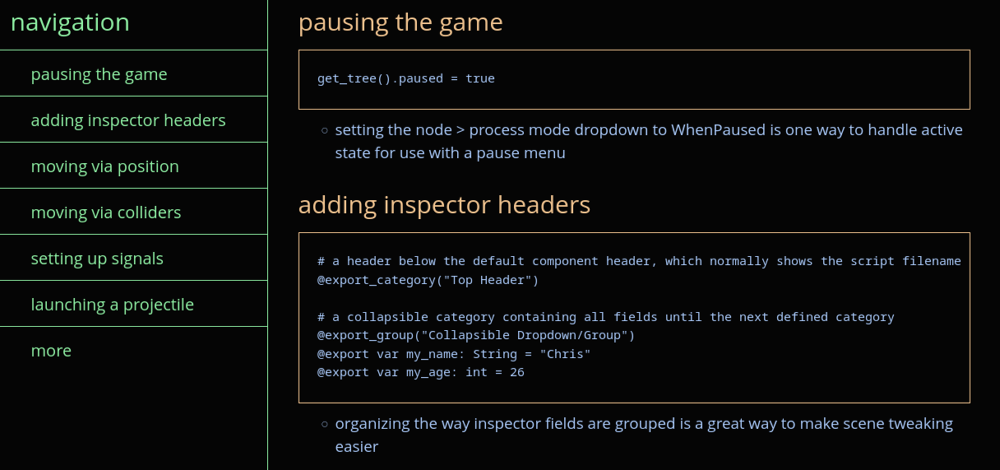 navigation
pausing the game
adding inspector headers
moving via position
moving via colliders
setting up signals
launching a projectile
more
pausing the game
get_tree().paused = true
setting the node > process mode dropdown to WhenPaused is one way to handle active
state for use with a pause menu
adding inspector headers
# a header below the default component header, which normally shows the script filename
@export_category("Top Header")
# a collapsible category containing all fields until the next defined category
@export_group("Collapsible Dropdown/Group")
@export var my_name: String = "Chris"
@export var my_age: int = 26
organizing the way inspector fields are grouped is a great way to make scene tweaking
easier